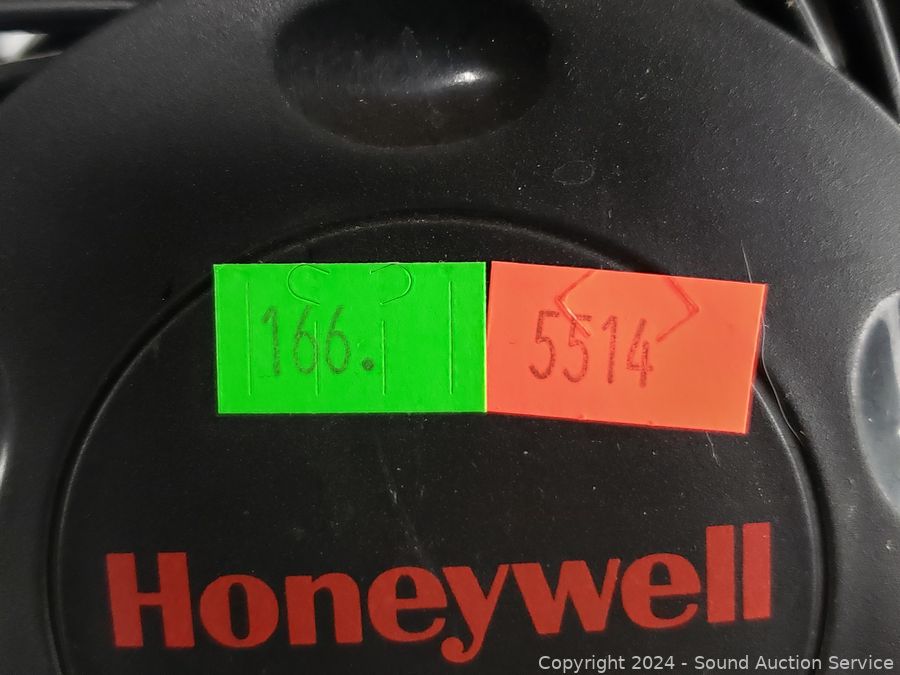 166.
5514
Honeywell
Copyright 2024 - Sound Auction Service